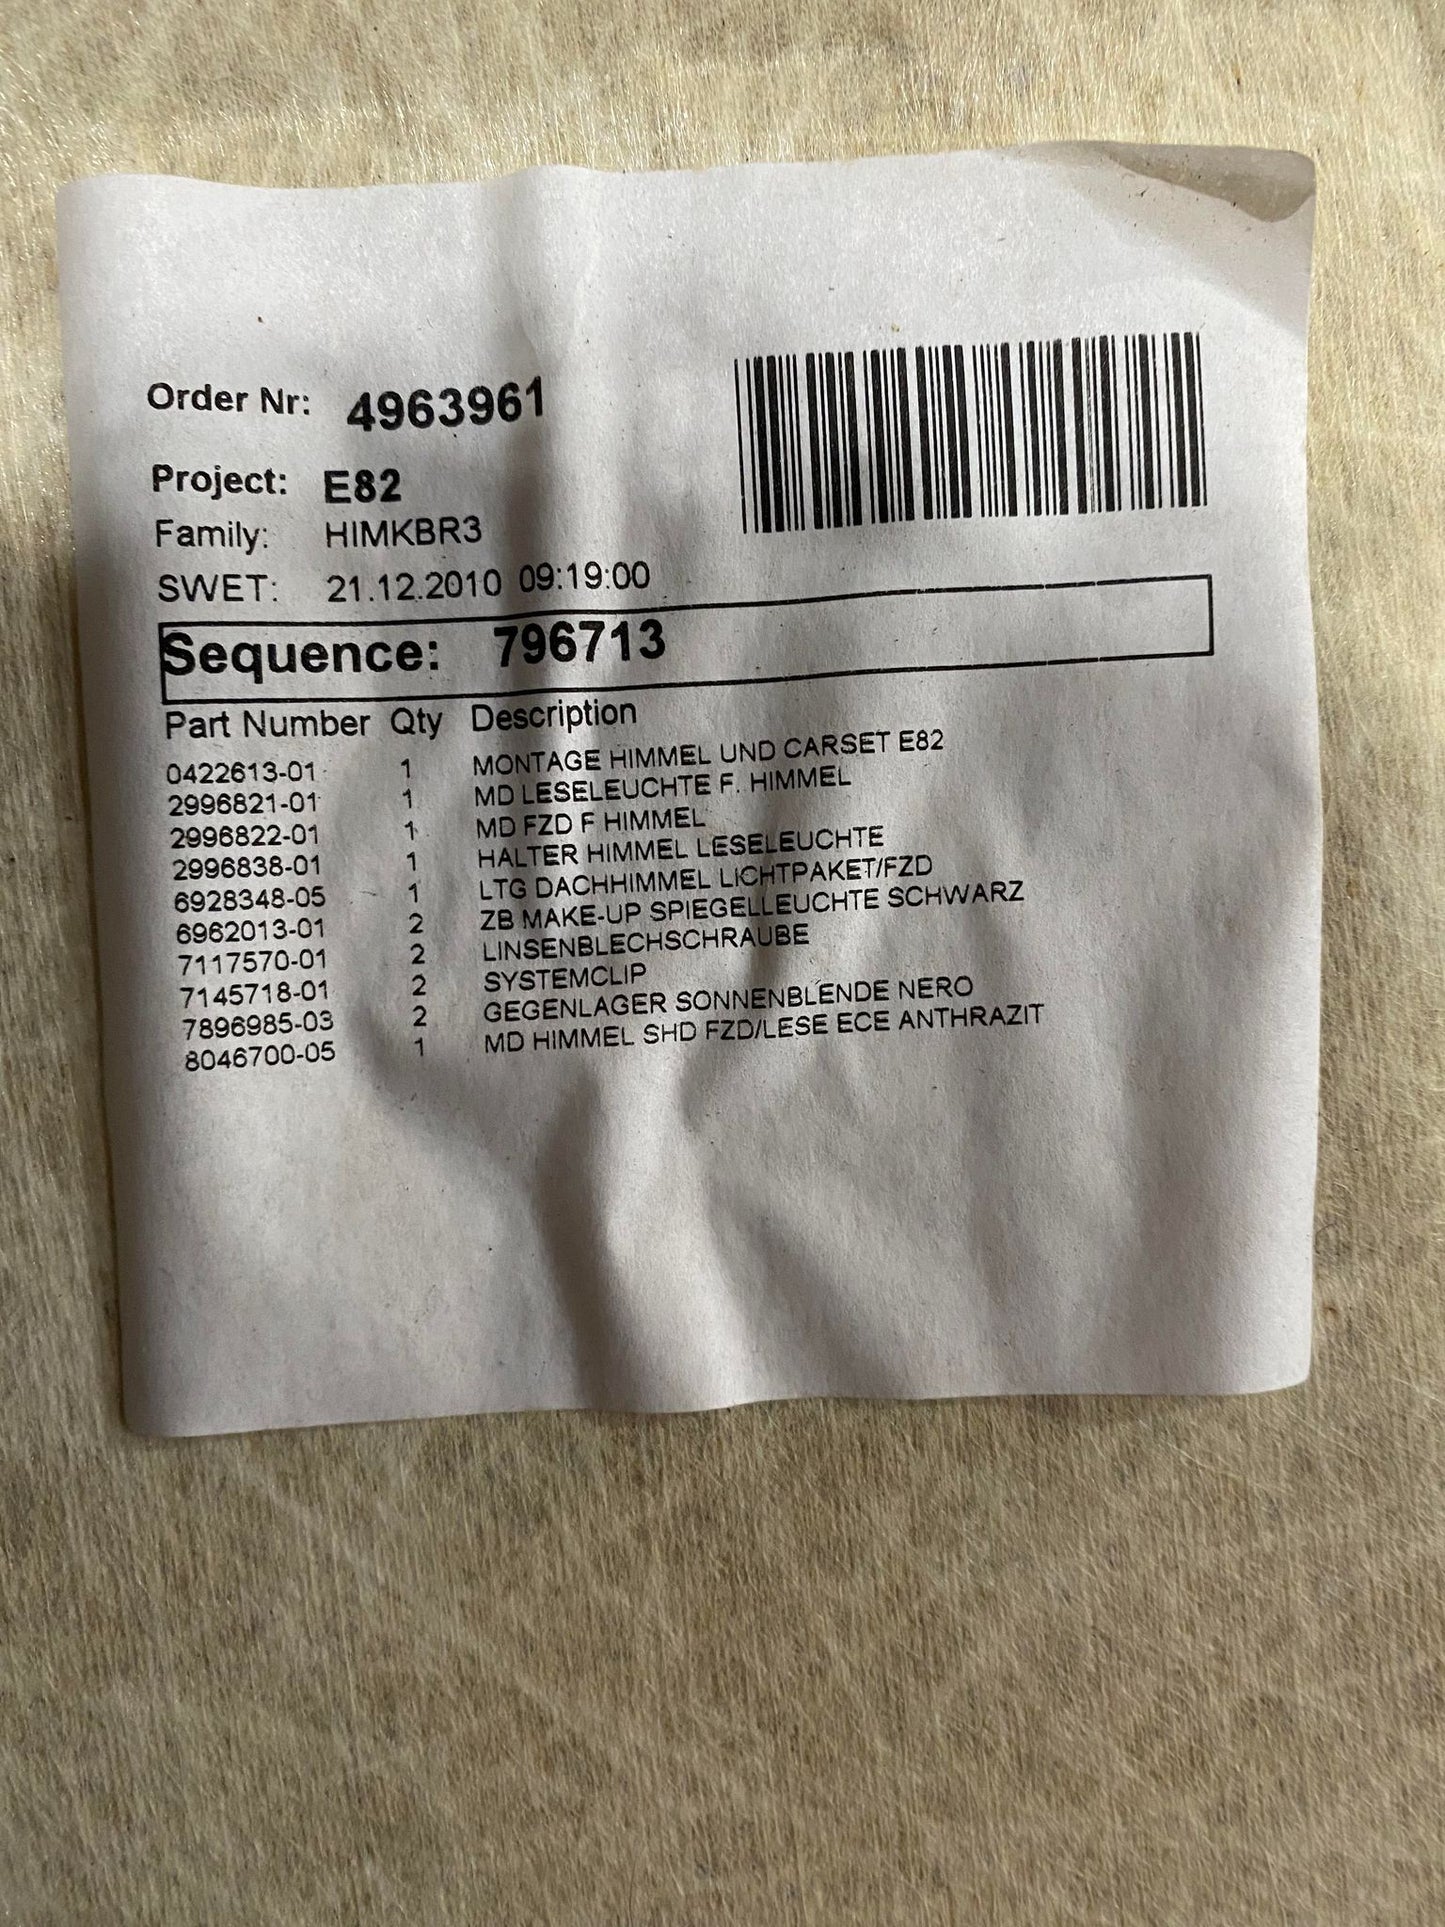 Order Nr: 4963961
Project: E82
Family: HIMKBR3
SWET: 21.12.2010 09:19:00
Sequence: 796713
Part Number Qty Description
0422613-01 1 MONTAGE HIMMEL UND CARSET E82
2996821-01 1 MD LESELEUCHTE F. HIMMEL
2996822-01 1 MD FZD F HIMMEL
2996838-01 1 HALTER HIMMEL LESELEUCHTE
6928348-05 1 LTG DACHHIMMEL LICHTPAKET/FZD
6962013-01 2 ZB MAKE-UP SPIEGELLEUCHTE SCHWARZ
7117570-01 2 LINSENBLECHSCHRAUBE
7145718-01 2 SYSTEMCLIP
7896985-03 2 GEGENLAGER SONNENBLENDE NERO
8046700-05 1 MD HIMMEL SHD FZD/LESE ECE ANTHRAZIT